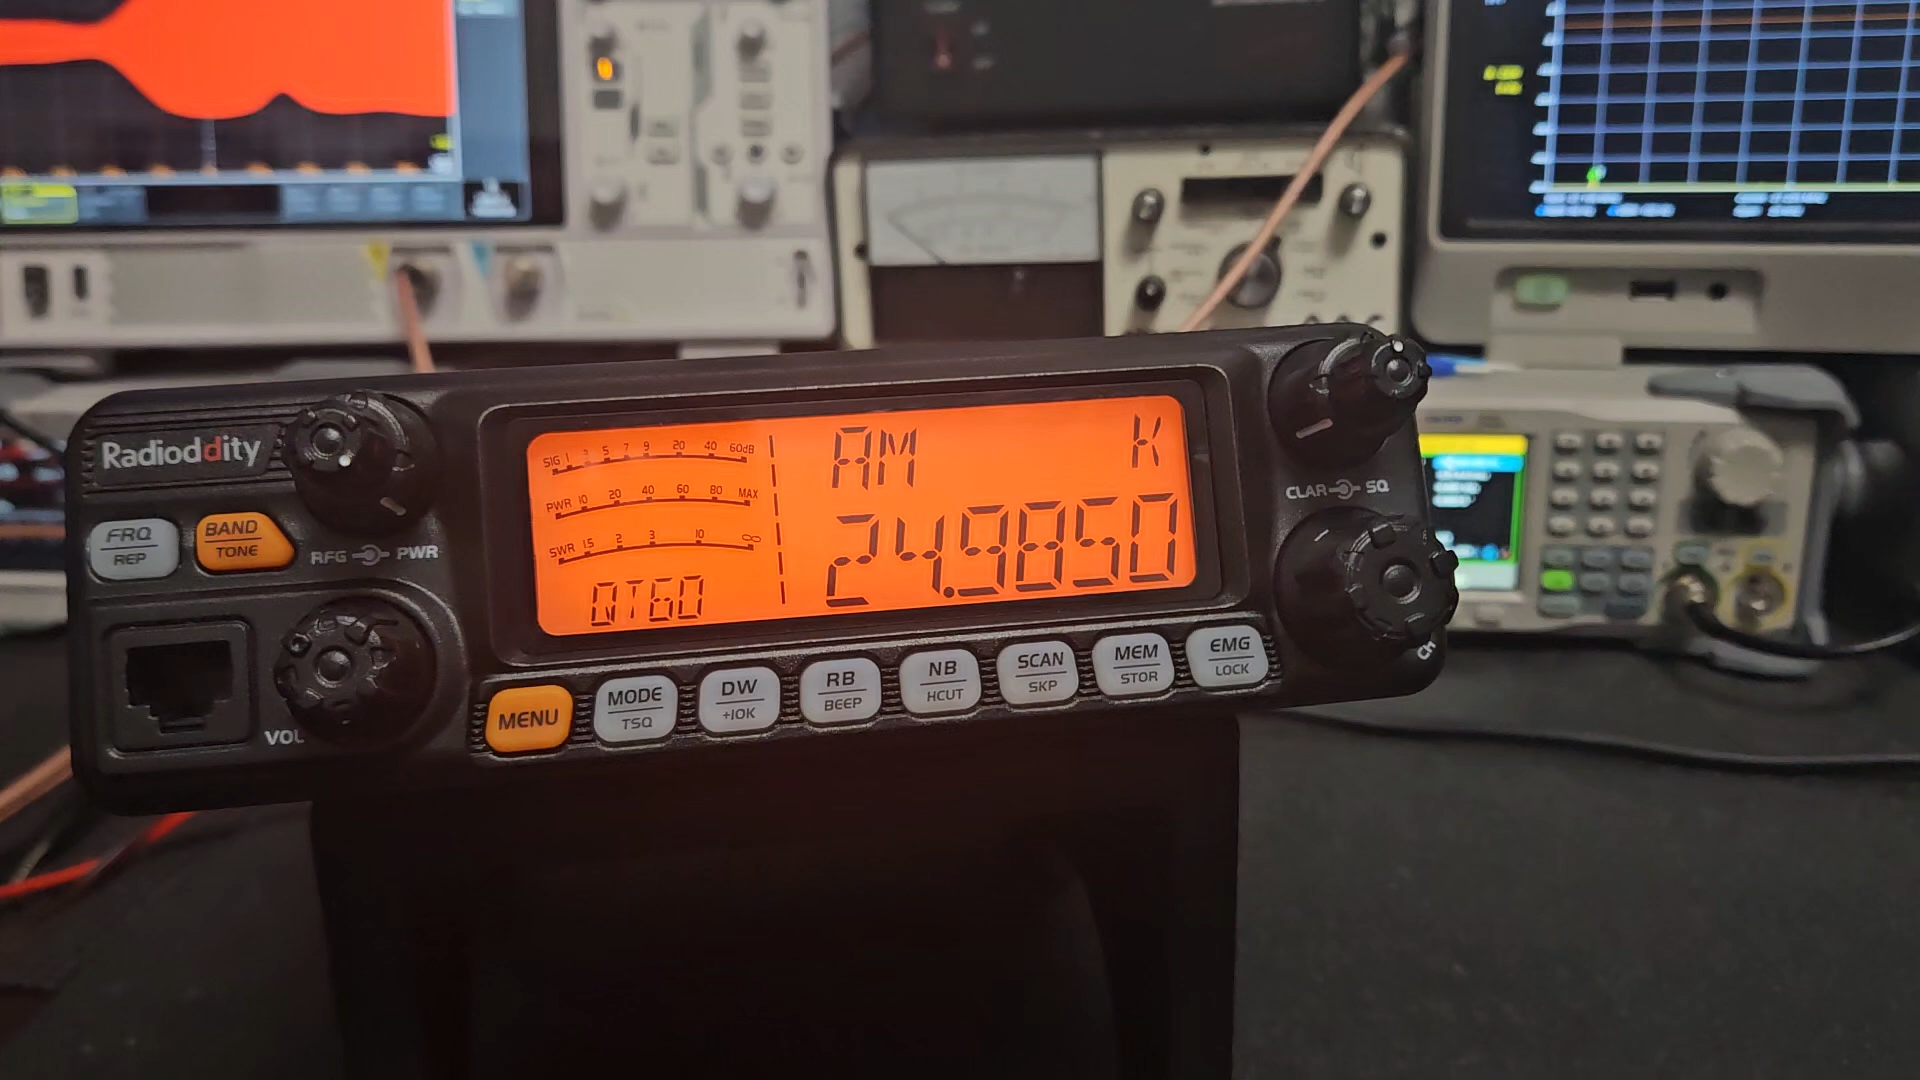 Radioddity
FRQ
REP
BAND
TONE
RFG PWR
VOL
SIG 1 3 5 7 9 20 40 60dB
PWR 10 20 40 60 80 MAX
SWR 1.5 2 3 10 ∞
QT60
AM K
24.9850
CLAR SQ
CH
MENU
MODE
TSQ
DW
+10K
RB
BEEP
NB
HCUT
SCAN
SKP
MEM
STOR
EMG
LOCK